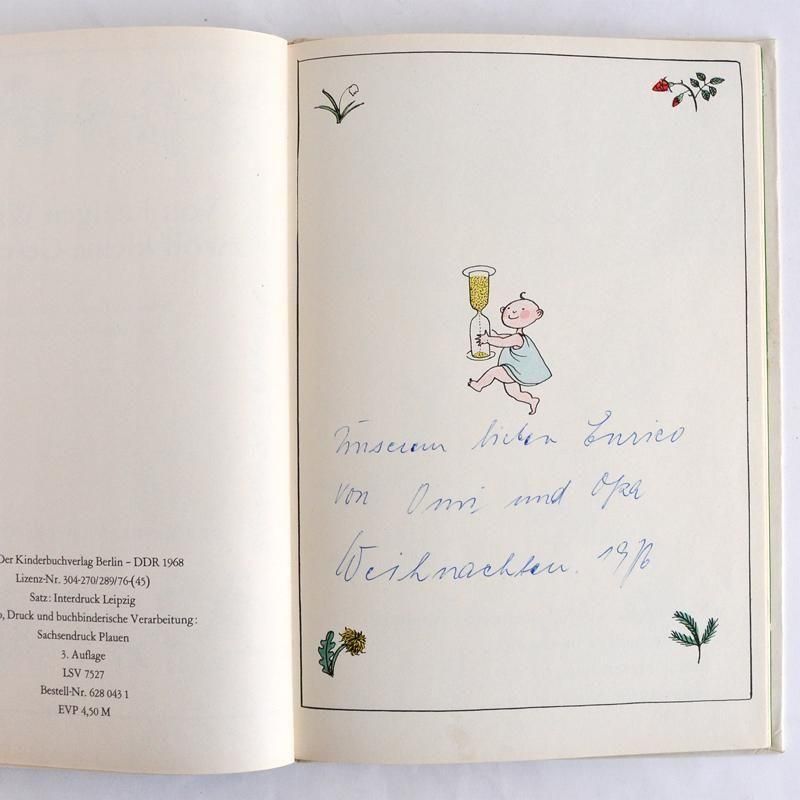 Der Kinderbuchverlag Berlin – DDR 1968
Lizenz-Nr. 304-270/289/76-(45)
Satz: Interdruck Leipzig
Druck und buchbinderische Verarbeitung:
Sachsendruck Plauen
3. Auflage
LSV 7527
Bestell-Nr. 628 043 1
EVP 4,50 M
Unserem lieben Enrico
von Omi und Opa
Weihnachten. 1976